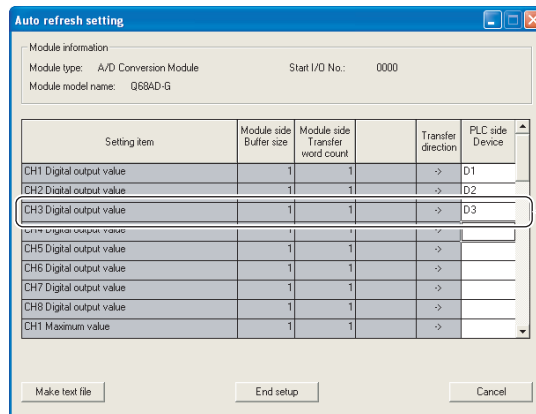 Auto refresh setting
Module information
Module type: A/D Conversion Module Start I/O No.: 0000
Module model name: Q68AD-G
Setting item Module side Buffer size Module side Transfer word count Transfer direction PLC side Device
CH1 Digital output value 1 1 -> D1
CH2 Digital output value 1 1 -> D2
CH3 Digital output value 1 1 -> D3
CH4 Digital output value 1 1 ->
CH5 Digital output value 1 1 ->
CH6 Digital output value 1 1 ->
CH7 Digital output value 1 1 ->
CH8 Digital output value 1 1 ->
CH1 Maximum value 1 1 ->
Make text file End setup Cancel